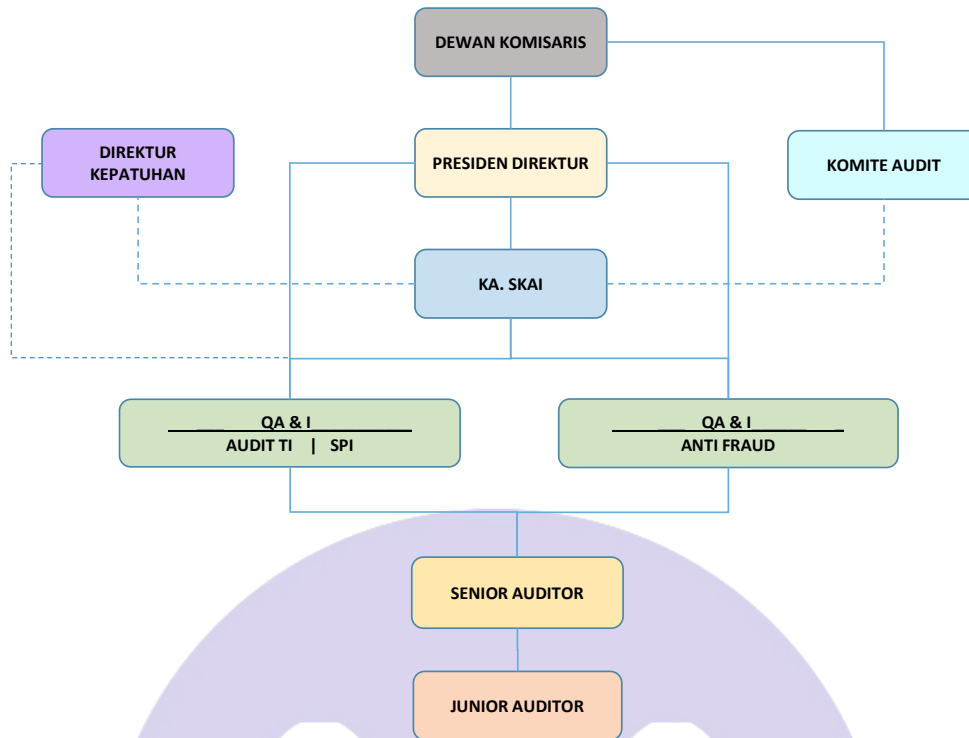 DEWAN KOMISARIS
DIREKTUR
KEPATUHAN
PRESIDEN DIREKTUR
KOMITE AUDIT
KA. SKAI
QA & I
AUDIT TI | SPI
QA & I
ANTI FRAUD
SENIOR AUDITOR
JUNIOR AUDITOR